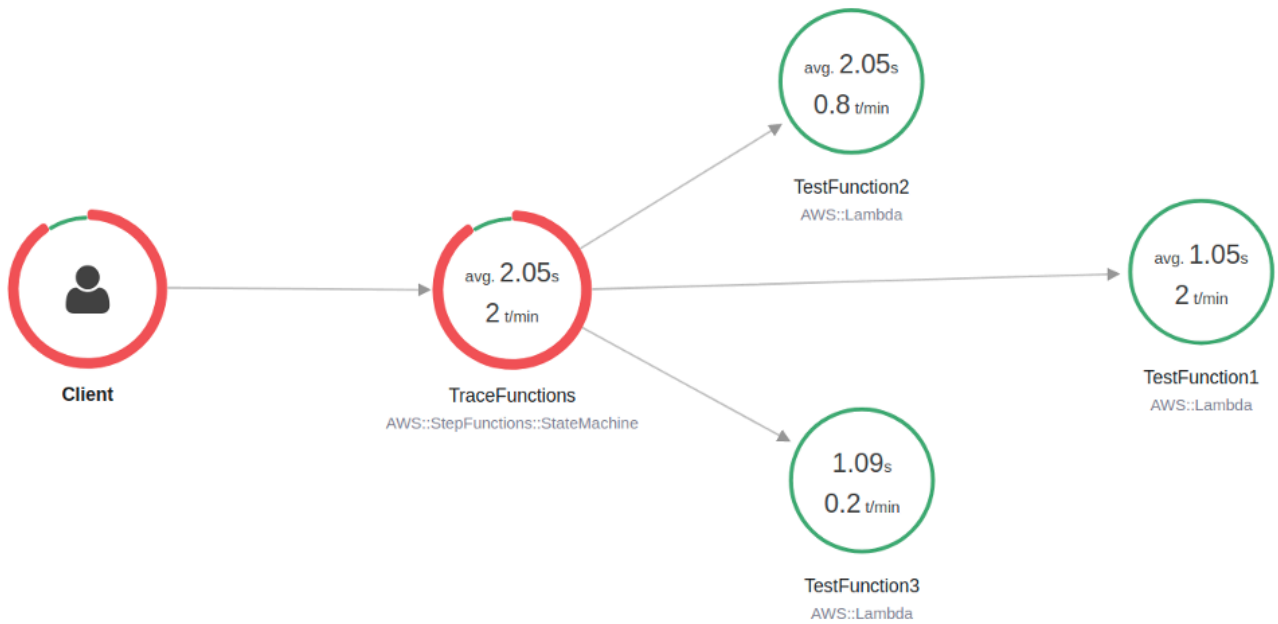 avg. 2.05s
0.8 t/min
TestFunction2
AWS::Lambda
Client
avg. 2.05s
2 t/min
TraceFunctions
AWS::StepFunctions::StateMachine
avg. 1.05s
2 t/min
TestFunction1
AWS::Lambda
1.09s
0.2 t/min
TestFunction3
AWS::Lambda